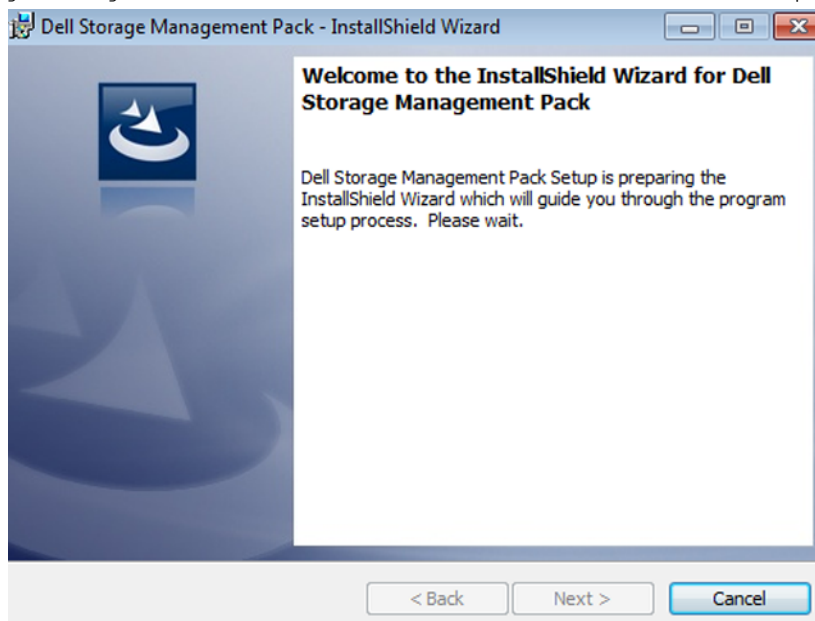 Dell Storage Management Pack - InstallShield Wizard
Welcome to the InstallShield Wizard for Dell
Storage Management Pack
Dell Storage Management Pack Setup is preparing the
InstallShield Wizard which will guide you through the program
setup process. Please wait.
< Back
Next >
Cancel